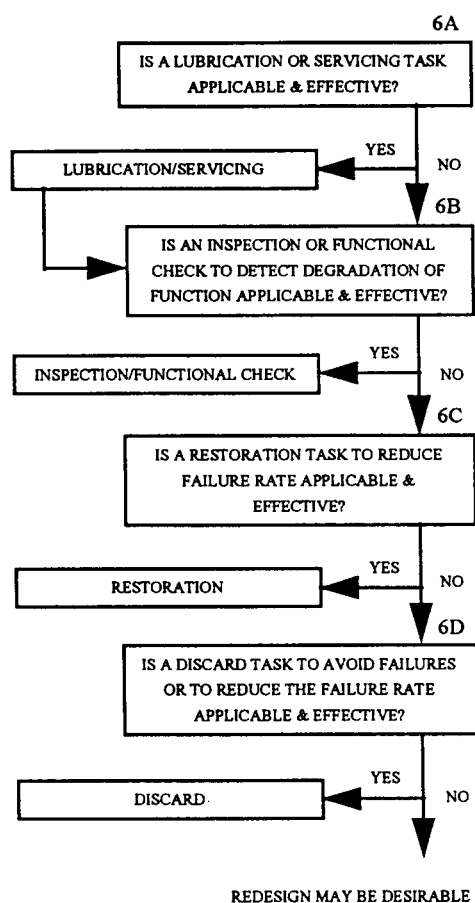 6A
IS A LUBRICATION OR SERVICING TASK
APPLICABLE & EFFECTIVE?
YES
NO
LUBRICATION/SERVICING
6B
IS AN INSPECTION OR FUNCTIONAL
CHECK TO DETECT DEGRADATION OF
FUNCTION APPLICABLE & EFFECTIVE?
YES
NO
INSPECTION/FUNCTIONAL CHECK
6C
IS A RESTORATION TASK TO REDUCE
FAILURE RATE APPLICABLE &
EFFECTIVE?
YES
NO
RESTORATION
6D
IS A DISCARD TASK TO AVOID FAILURES
OR TO REDUCE THE FAILURE RATE
APPLICABLE & EFFECTIVE?
YES
NO
DISCARD
REDESIGN MAY BE DESIRABLE